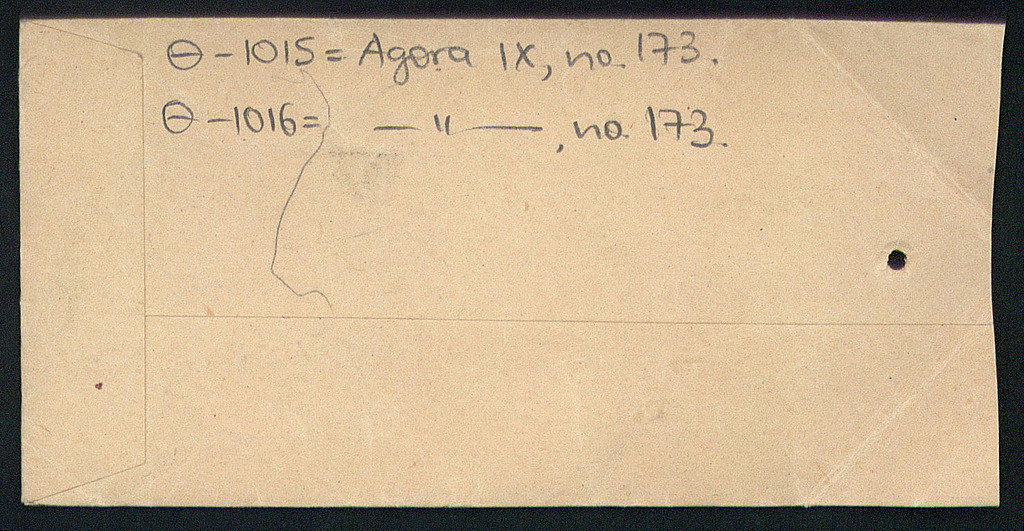 Θ-1015 = Agora IX, no. 173.
Θ-1016 = —"—, no. 173.